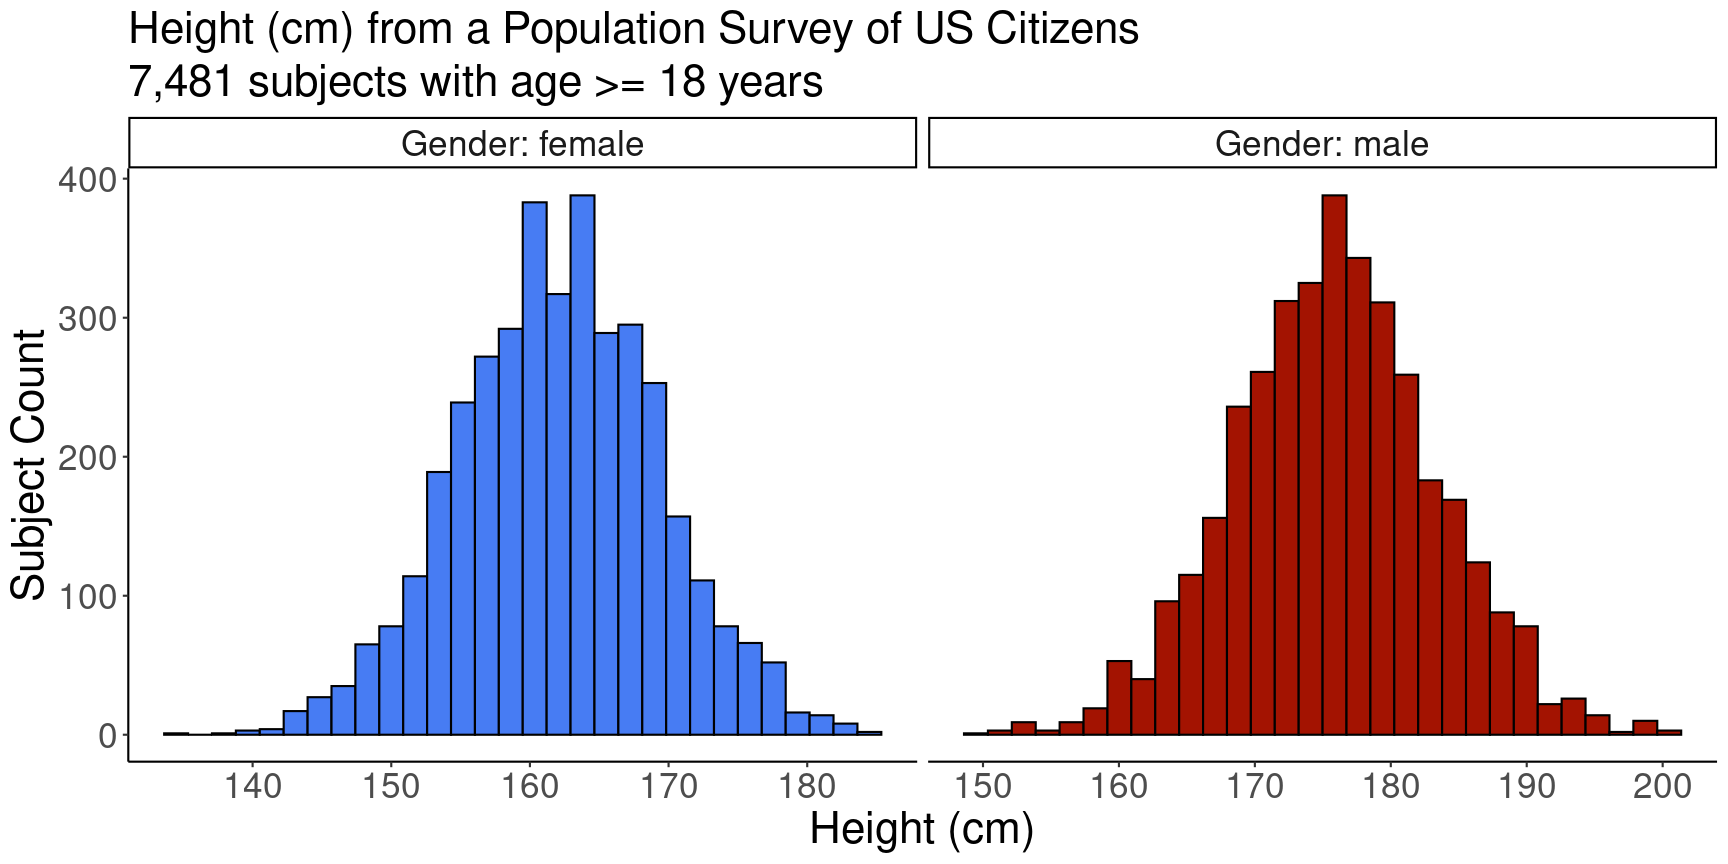 Height (cm) from a Population Survey of US Citizens
7,481 subjects with age >= 18 years
Gender: female
Gender: male
400
300
200
100
0
Subject Count
140 150 160 170 180
150 160 170 180 190 200
Height (cm)